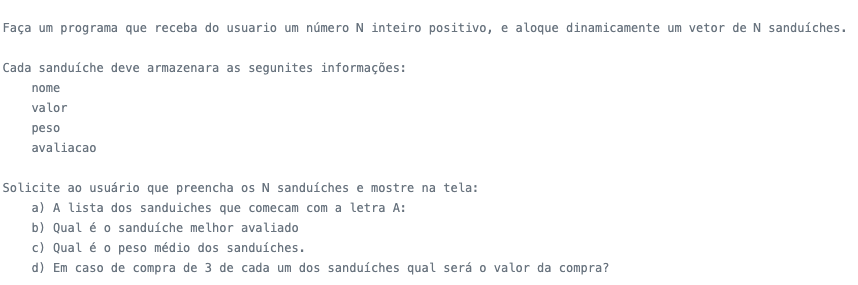 Faça um programa que receba do usuario um número N inteiro positivo, e aloque dinamicamente um vetor de N sanduíches.
Cada sanduíche deve armazenara as segunites informações:
nome
valor
peso
avaliacao
Solicite ao usuário que preencha os N sanduíches e mostre na tela:
a) A lista dos sanduiches que comecam com a letra A:
b) Qual é o sanduíche melhor avaliado
c) Qual é o peso médio dos sanduíches.
d) Em caso de compra de 3 de cada um dos sanduíches qual será o valor da compra?